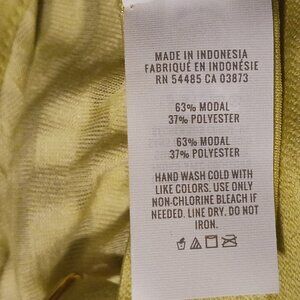 MADE IN INDONESIA
FABRIQUÉ EN INDONÉSIE
RN 54485 CA 03873
63% MODAL
37% POLYESTER
63% MODAL
37% POLYESTER
HAND WASH COLD WITH
LIKE COLORS. USE ONLY
NON-CHLORINE BLEACH IF
NEEDED. LINE DRY. DO NOT
IRON.